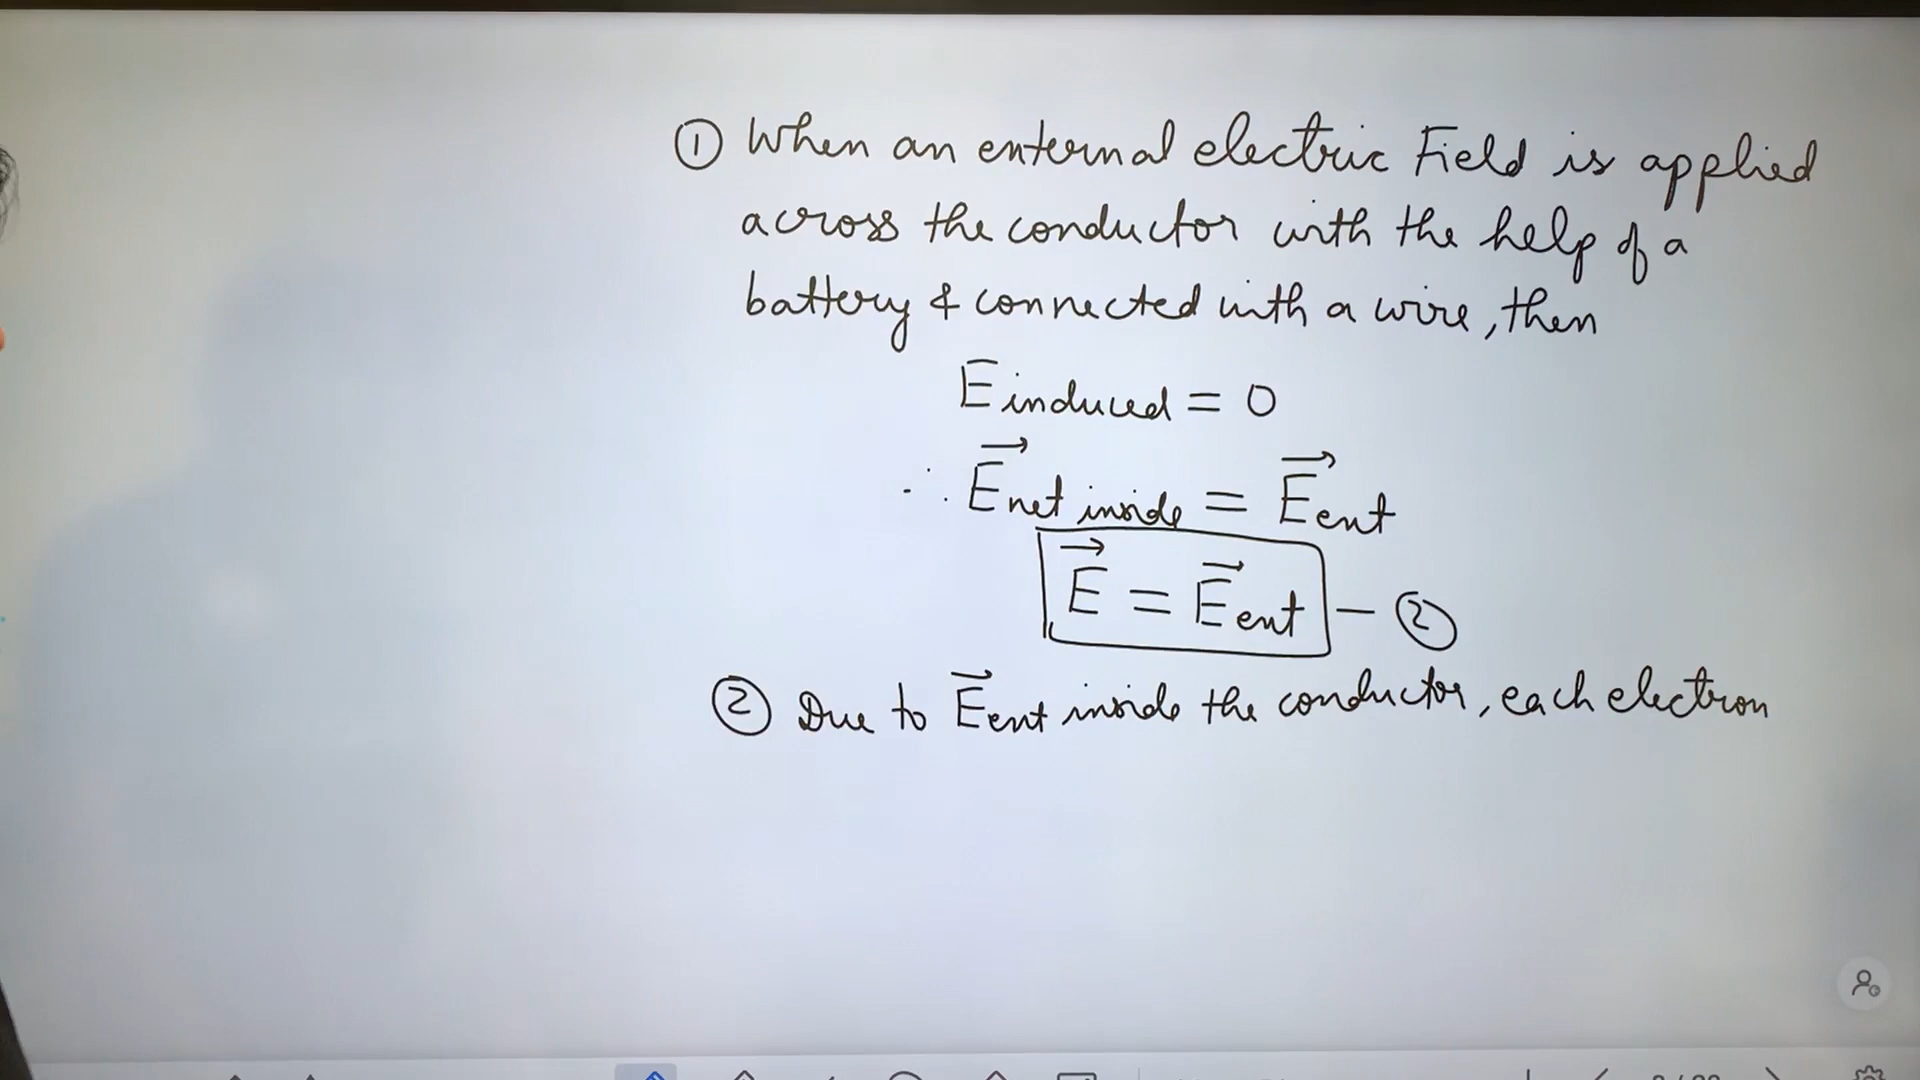 ① When an external electric Field is applied
across the conductor with the help of a
battery & connected with a wire, then
E induced = 0
∴ E⃗ net inside = E⃗ ext
E⃗ = E⃗ ext — ②
② Due to E⃗ ext inside the conductor, each electron